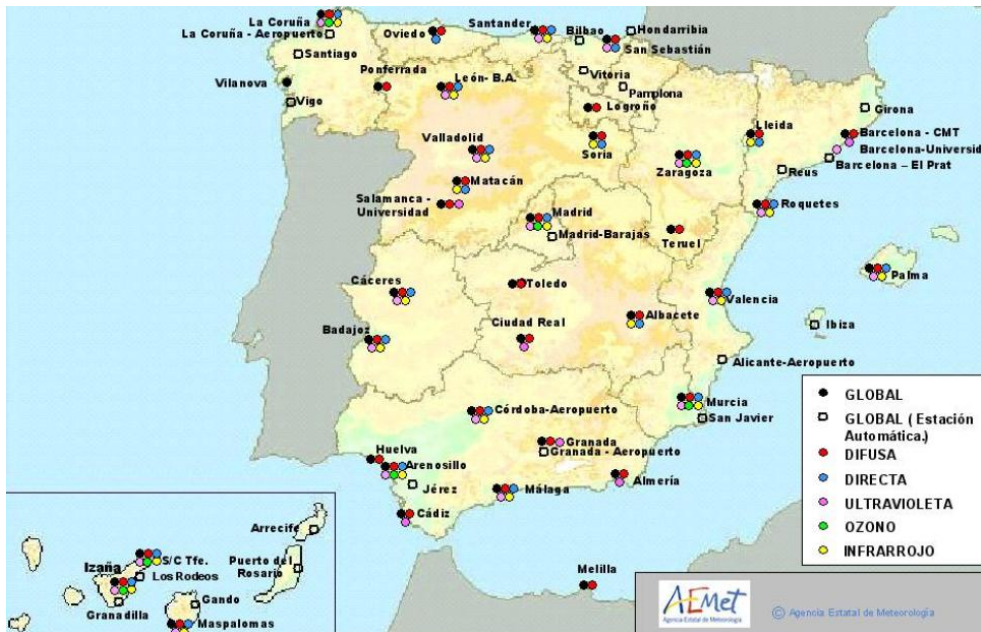 La Coruña
La Coruña - Aeropuerto
Santiago
Vilanova
Vigo
Oviedo
Ponferrada
León- B.A.
Santander
Bilbao
Hondarribia
San Sebastián
Vitoria
Pamplona
Logroño
Girona
Lleida
Barcelona - CMT
Barcelona-Universid
Barcelona – El Prat
Reus
Roquetes
Valladolid
Soria
Zaragoza
Matacán
Salamanca -
Universidad
Madrid
Madrid-Barajas
Teruel
Cáceres
Toledo
Valencia
Palma
Ibiza
Badajoz
Ciudad Real
Albacete
Alicante-Aeropuerto
Córdoba-Aeropuerto
Murcia
San Javier
Granada
Granada - Aeropuerto
Huelva
Arenosillo
Jérez
Málaga
Almería
Cádiz
Melilla
Arrecife
S/C Tfe.
Izaña
Los Rodeos
Puerto del
Rosario
Granadilla
Gando
Maspalomas
GLOBAL
GLOBAL ( Estación
Automática.)
DIFUSA
DIRECTA
ULTRAVIOLETA
OZONO
INFRARROJO
AEmet
Agencia Estatal de Meteorología
© Agencia Estatal de Meteorología